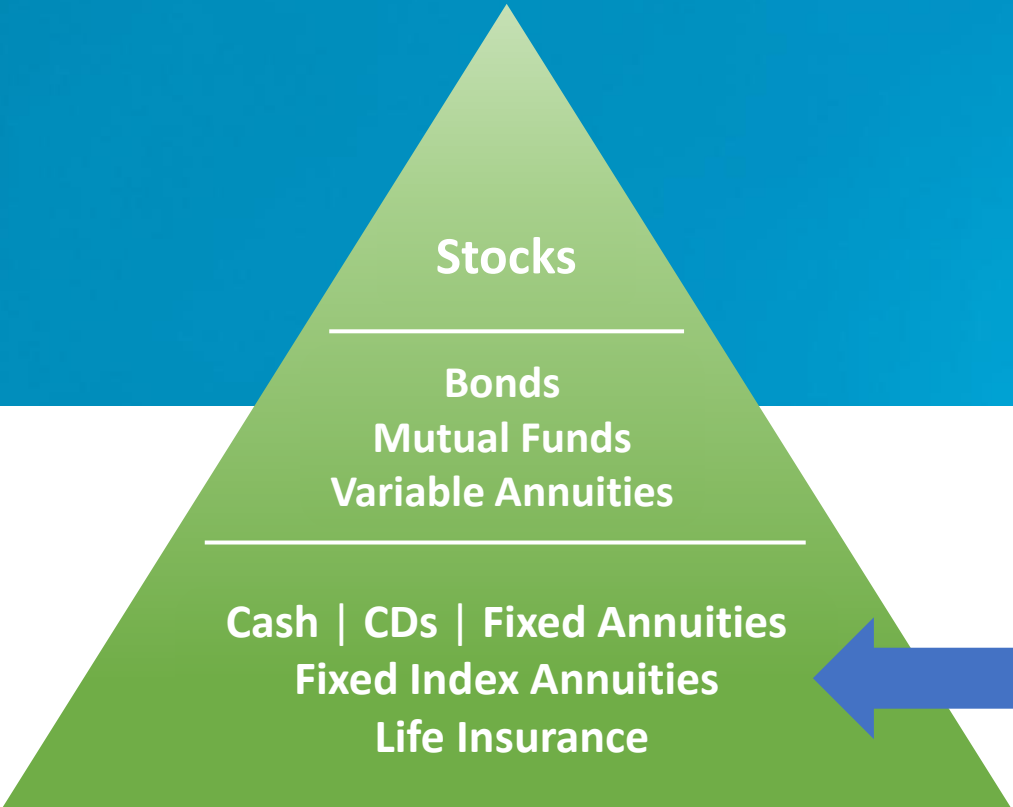 Stocks
Bonds
Mutual Funds
Variable Annuities
Cash | CDs | Fixed Annuities
Fixed Index Annuities
Life Insurance